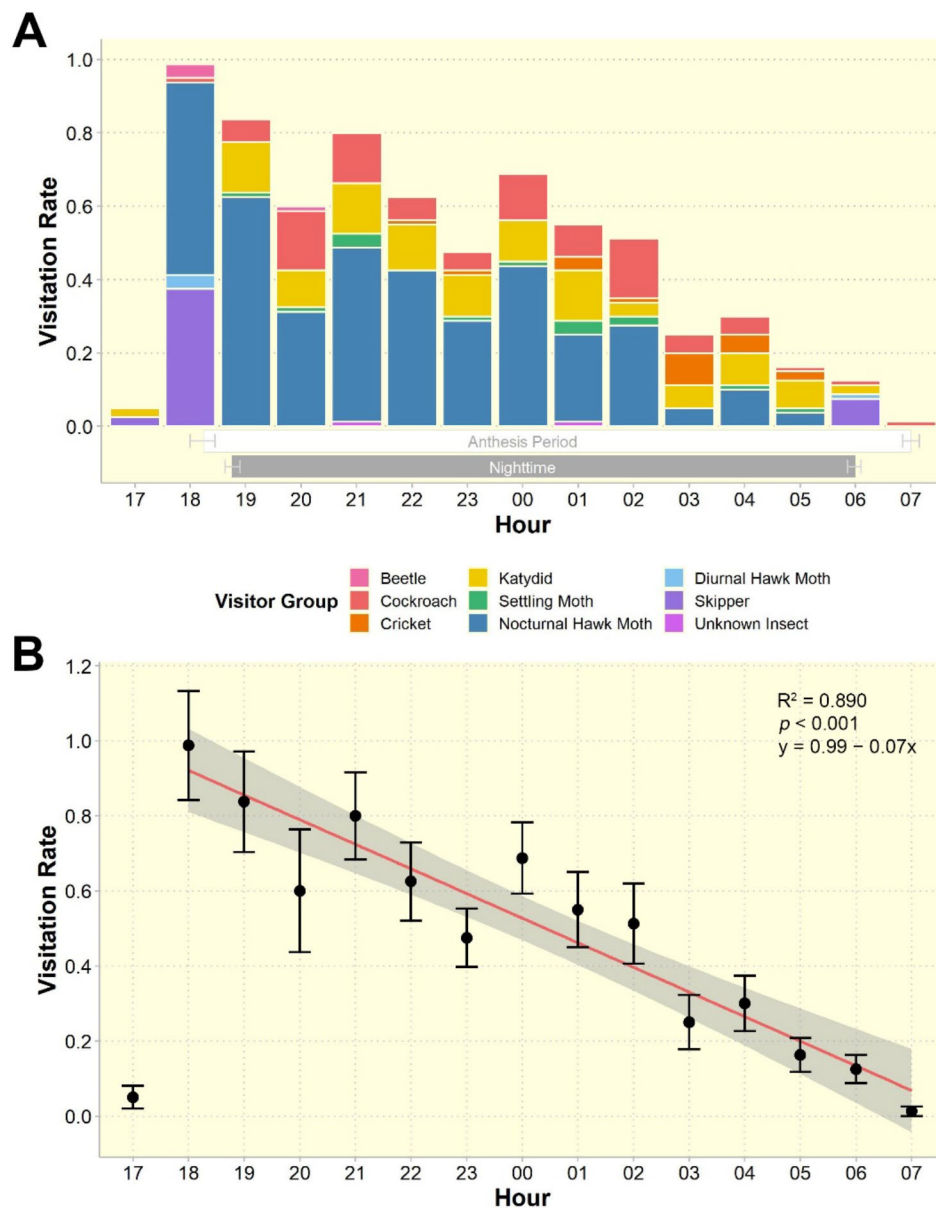 A
1.0
0.8
0.6
0.4
0.2
0.0
Visitation Rate
Anthesis Period
Nighttime
17 18 19 20 21 22 23 00 01 02 03 04 05 06 07
Hour
Visitor Group
Beetle Katydid Diurnal Hawk Moth
Cockroach Settling Moth Skipper
Cricket Nocturnal Hawk Moth Unknown Insect
B
1.2
1.0
0.8
0.6
0.4
0.2
0.0
Visitation Rate
R² = 0.890
p < 0.001
y = 0.99 − 0.07x
17 18 19 20 21 22 23 00 01 02 03 04 05 06 07
Hour